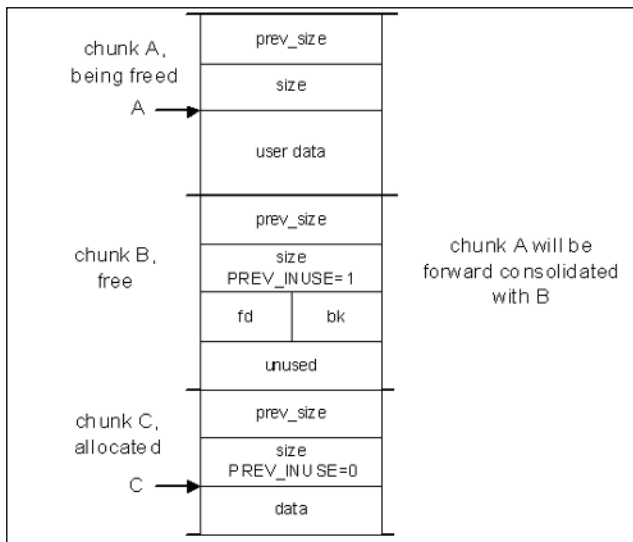 prev_size
chunk A,
being freed
size
A
user data
prev_size
chunk B,
free
size
PREV_INUSE=1
chunk A will be
forward consolidated
with B
fd bk
unused
prev_size
chunk C,
allocated
size
PREV_INUSE=0
C
data